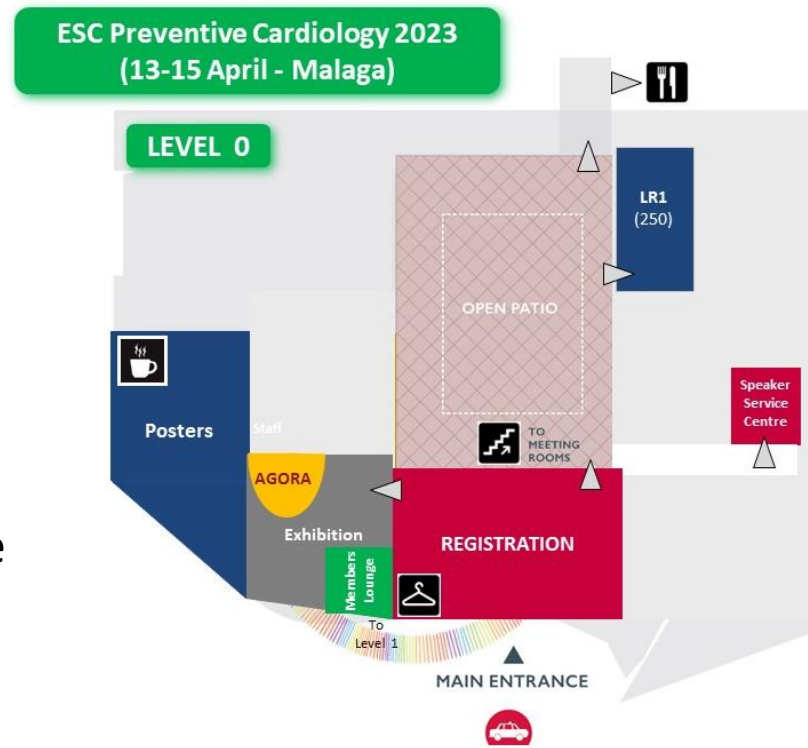 ESC Preventive Cardiology 2023
(13-15 April - Malaga)
LEVEL 0
LR1
(250)
OPEN PATIO
Posters
Staff
Speaker
Service
Centre
TO
MEETING
ROOMS
AGORA
Exhibition
REGISTRATION
Members
Lounge
To
Level 1
MAIN ENTRANCE
e